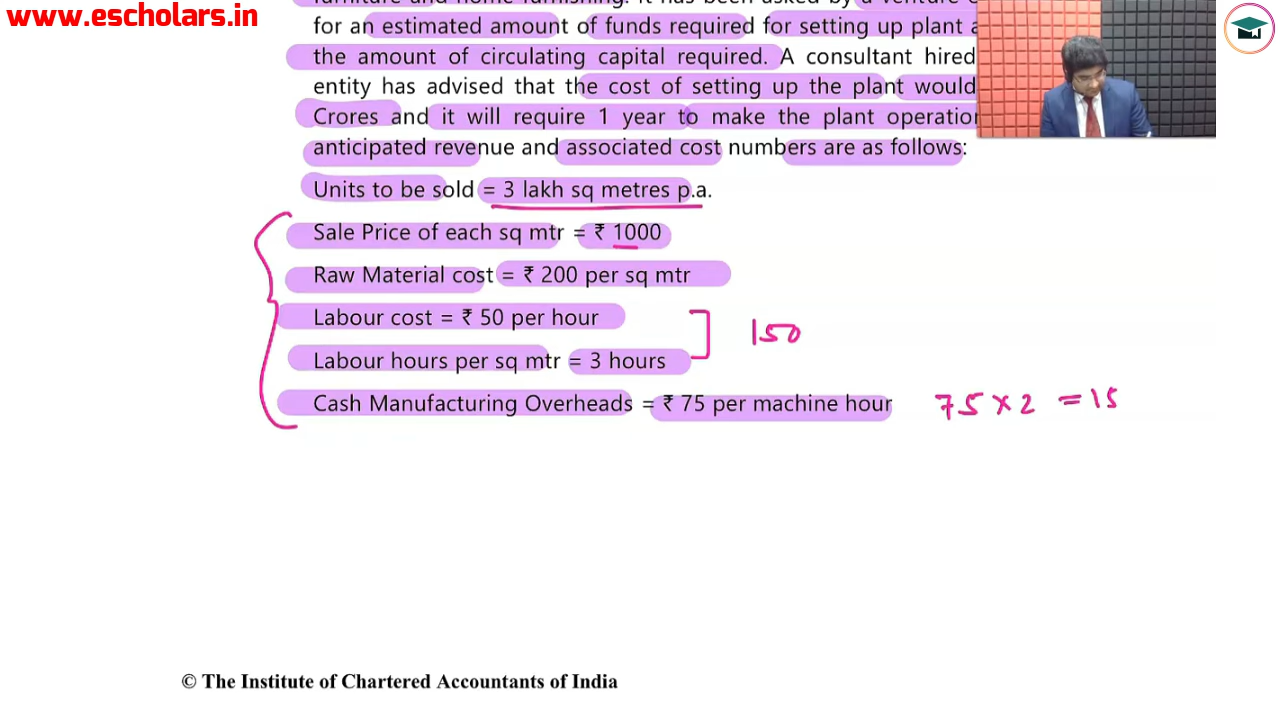 www.escholars.in
furniture and home furnishing. It has been asked by a venture
for an estimated amount of funds required for setting up plant a
the amount of circulating capital required. A consultant hired
entity has advised that the cost of setting up the plant would
Crores and it will require 1 year to make the plant operatio
anticipated revenue and associated cost numbers are as follows:
Units to be sold = 3 lakh sq metres p.a.
Sale Price of each sq mtr = ₹ 1000
Raw Material cost = ₹ 200 per sq mtr
Labour cost = ₹ 50 per hour
150
Labour hours per sq mtr = 3 hours
Cash Manufacturing Overheads = ₹ 75 per machine hour 75 × 2 = 15
© The Institute of Chartered Accountants of India